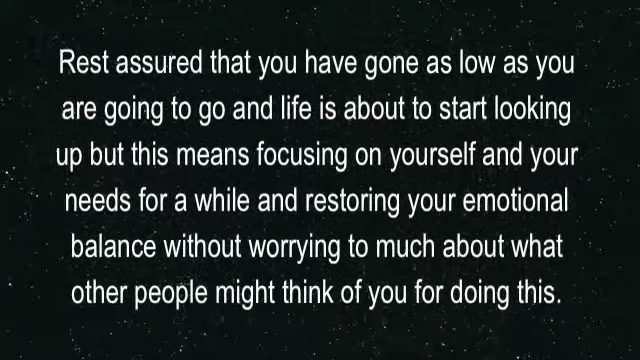 Rest assured that you have gone as low as you
are going to go and life is about to start looking
up but this means focusing on yourself and your
needs for a while and restoring your emotional
balance without worrying to much about what
other people might think of you for doing this.